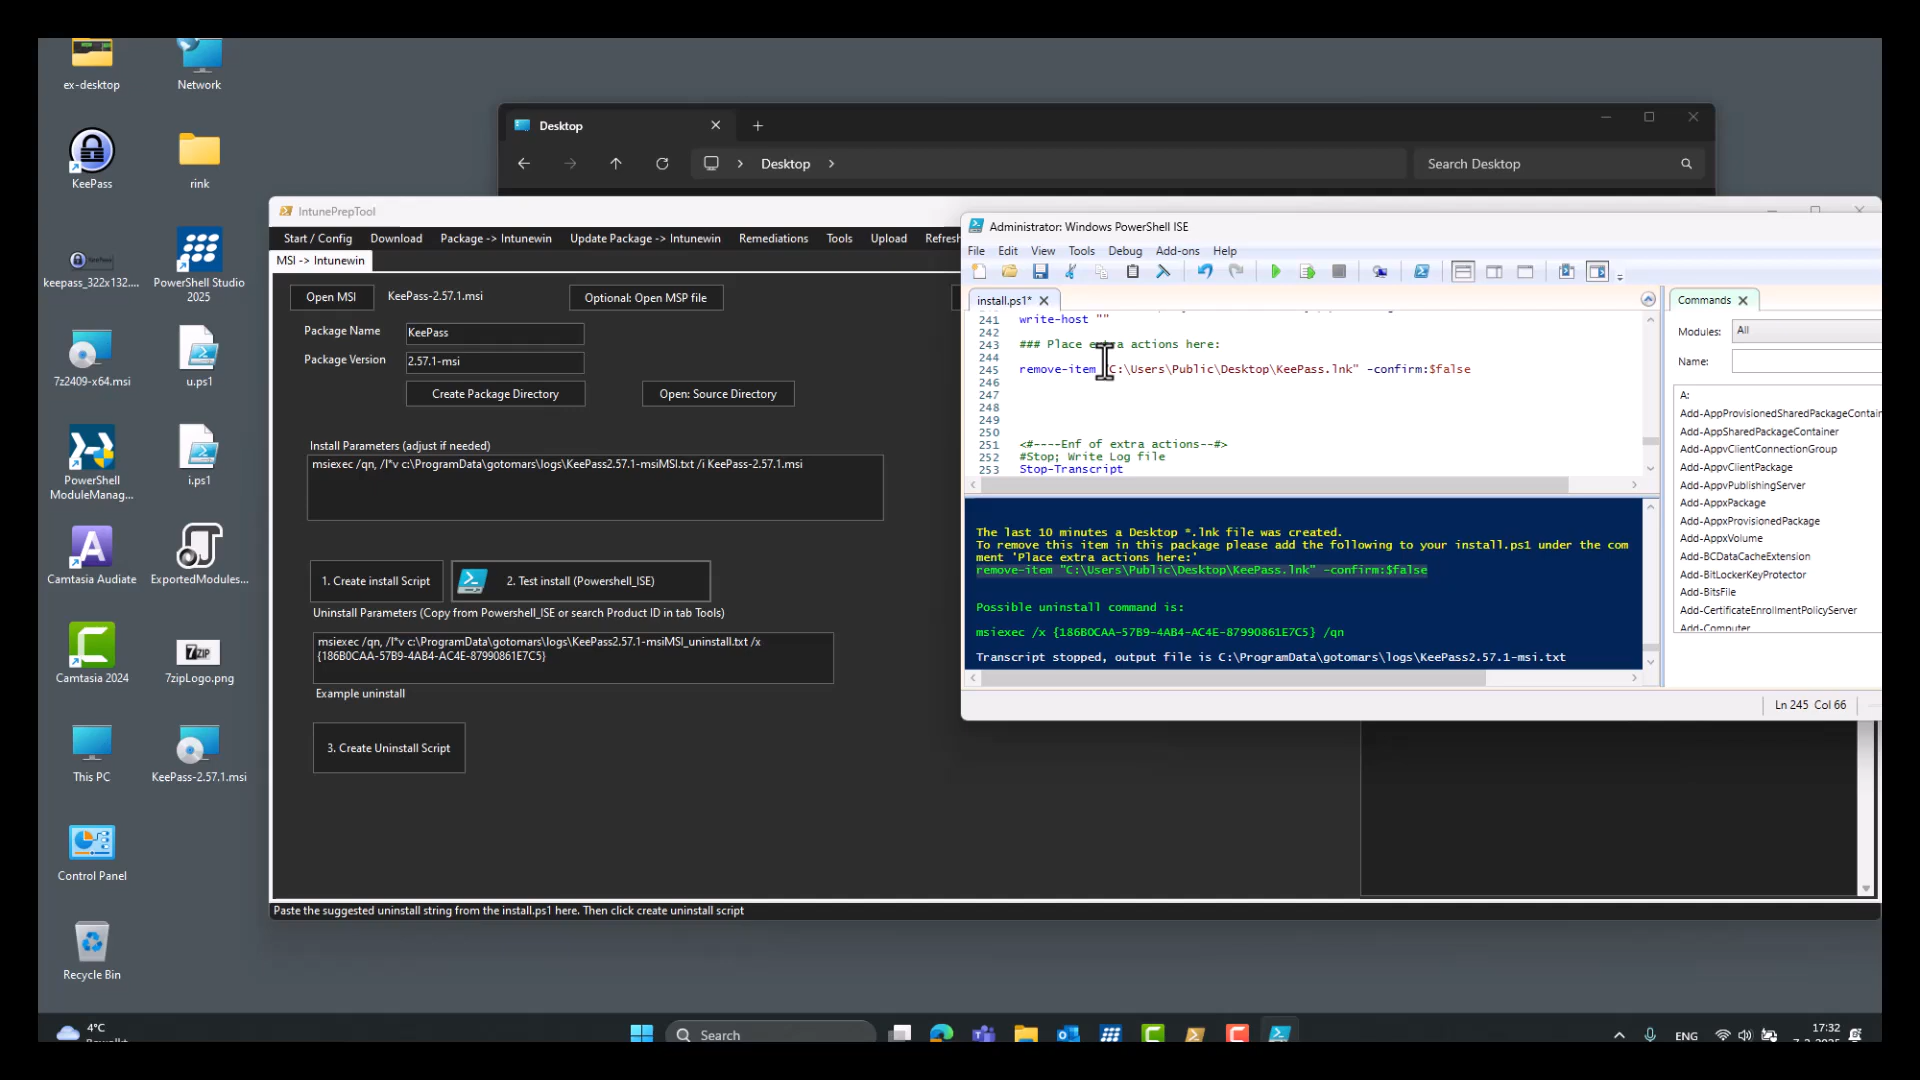 ex-desktop
Network
KeePass
rink
keepass_322x132....
PowerShell Studio
2025
7z2409-x64.msi
u.ps1
PowerShell
ModuleManag...
i.ps1
Camtasia Audiate
ExportedModules...
Camtasia 2024
7ZIP
7zipLogo.png
This PC
KeePass-2.57.1.msi
Control Panel
Recycle Bin
Desktop
Desktop
Search Desktop
IntunePrepTool
Start / Config
Download
Package -> Intunewin
Update Package -> Intunewin
Remediations
Tools
Upload
Refresh
MSI -> Intunewin
Open MSI
KeePass-2.57.1.msi
Optional: Open MSP file
Package Name
KeePass
Package Version
2.57.1-msi
Create Package Directory
Open: Source Directory
Install Parameters (adjust if needed)
msiexec /qn, /l*v c:\ProgramData\gotomars\logs\KeePass2.57.1-msiMSI.txt /i KeePass-2.57.1.msi
1. Create install Script
2. Test install (Powershell_ISE)
Uninstall Parameters (Copy from Powershell_ISE or search Product ID in tab Tools)
msiexec /qn, /l*v c:\ProgramData\gotomars\logs\KeePass2.57.1-msiMSI_uninstall.txt /x
{186B0CAA-57B9-4AB4-AC4E-87990861E7C5}
Example uninstall
3. Create Uninstall Script
Paste the suggested uninstall string from the install.ps1 here. Then click create uninstall script
Administrator: Windows PowerShell ISE
File Edit View Tools Debug Add-ons Help
install.ps1*
241 write-host ""
242
243 ### Place extra actions here:
244
245 remove-item "C:\Users\Public\Desktop\KeePass.lnk" -confirm:$false
246
247
248
249
250
251 <#----Enf of extra actions--#>
252 #Stop; Write Log file
253 Stop-Transcript
The last 10 minutes a Desktop *.lnk file was created.
To remove this item in this package please add the following to your install.ps1 under the com
ment 'Place extra actions here:'
remove-item "C:\Users\Public\Desktop\KeePass.lnk" -confirm:$false
Possible uninstall command is:
msiexec /x {186B0CAA-57B9-4AB4-AC4E-87990861E7C5} /qn
Transcript stopped, output file is C:\ProgramData\gotomars\logs\KeePass2.57.1-msi.txt
Commands
Modules: All
Name:
A:
Add-AppProvisionedSharedPackageContain
Add-AppSharedPackageContainer
Add-AppvClientConnectionGroup
Add-AppvClientPackage
Add-AppvPublishingServer
Add-AppxPackage
Add-AppxProvisionedPackage
Add-AppxVolume
Add-BCDataCacheExtension
Add-BitLockerKeyProtector
Add-BitsFile
Add-CertificateEnrollmentPolicyServer
Add-Computer
Ln 245 Col 66
4°C
Search
ENG
17:32